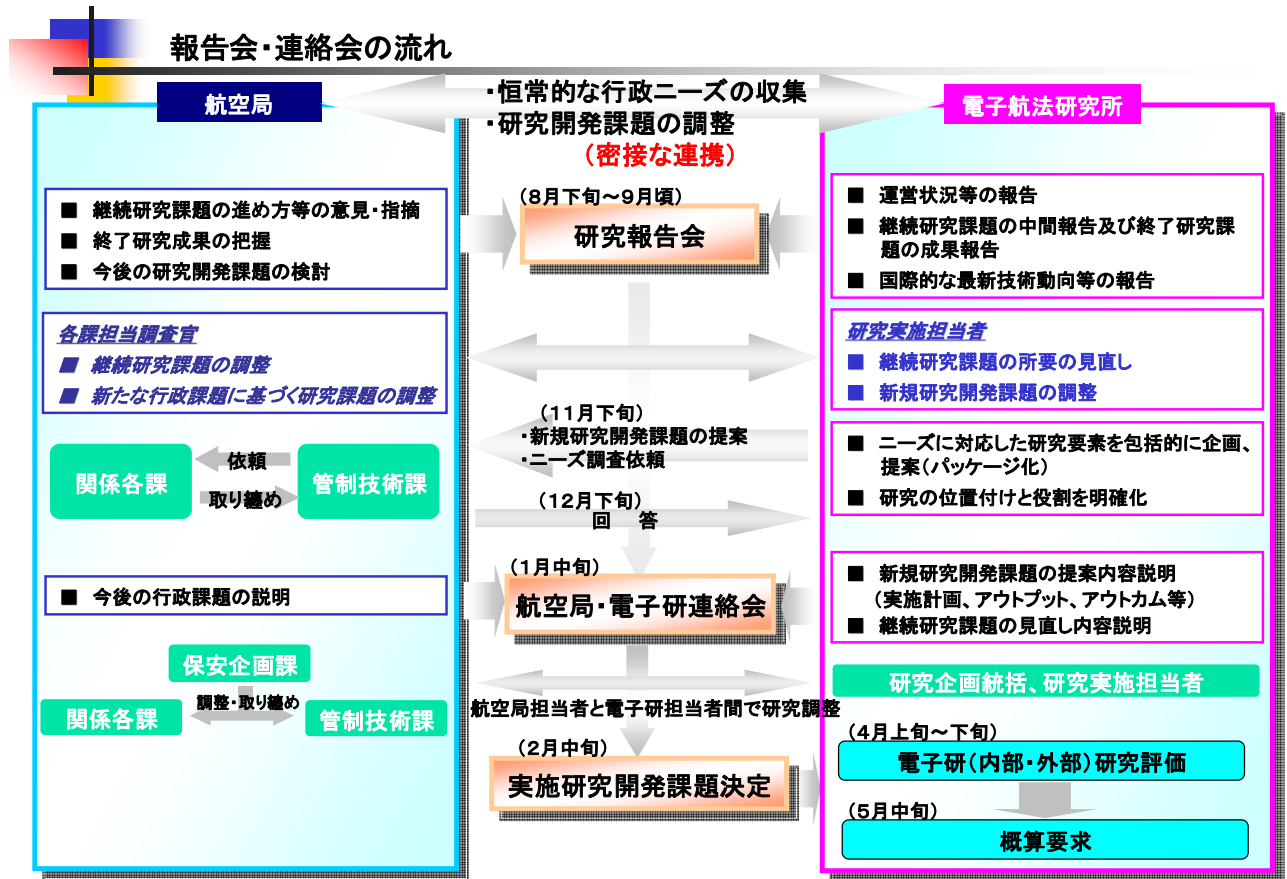 報告会・連絡会の流れ
航空局
・恒常的な行政ニーズの収集
・研究開発課題の調整
（密接な連携）
電子航法研究所
■ 継続研究課題の進め方等の意見・指摘
■ 終了研究成果の把握
■ 今後の研究開発課題の検討
（8月下旬～9月頃）
研究報告会
■ 運営状況等の報告
■ 継続研究課題の中間報告及び終了研究課
題の成果報告
■ 国際的な最新技術動向等の報告
各課担当調査官
■ 継続研究課題の調整
■ 新たな行政課題に基づく研究課題の調整
研究実施担当者
■ 継続研究課題の所要の見直し
■ 新規研究開発課題の調整
（11月下旬）
・新規研究開発課題の提案
・ニーズ調査依頼
関係各課
依頼
取り纏め
管制技術課
■ ニーズに対応した研究要素を包括的に企画、
提案（パッケージ化）
■ 研究の位置付けと役割を明確化
（12月下旬）
回 答
（1月中旬）
航空局・電子研連絡会
■ 今後の行政課題の説明
■ 新規研究開発課題の提案内容説明
（実施計画、アウトプット、アウトカム等）
■ 継続研究課題の見直し内容説明
保安企画課
調整・取り纏め
関係各課
管制技術課
研究企画統括、研究実施担当者
航空局担当者と電子研担当者間で研究調整
（2月中旬）
実施研究開発課題決定
（4月上旬～下旬）
電子研（内部・外部）研究評価
（5月中旬）
概算要求